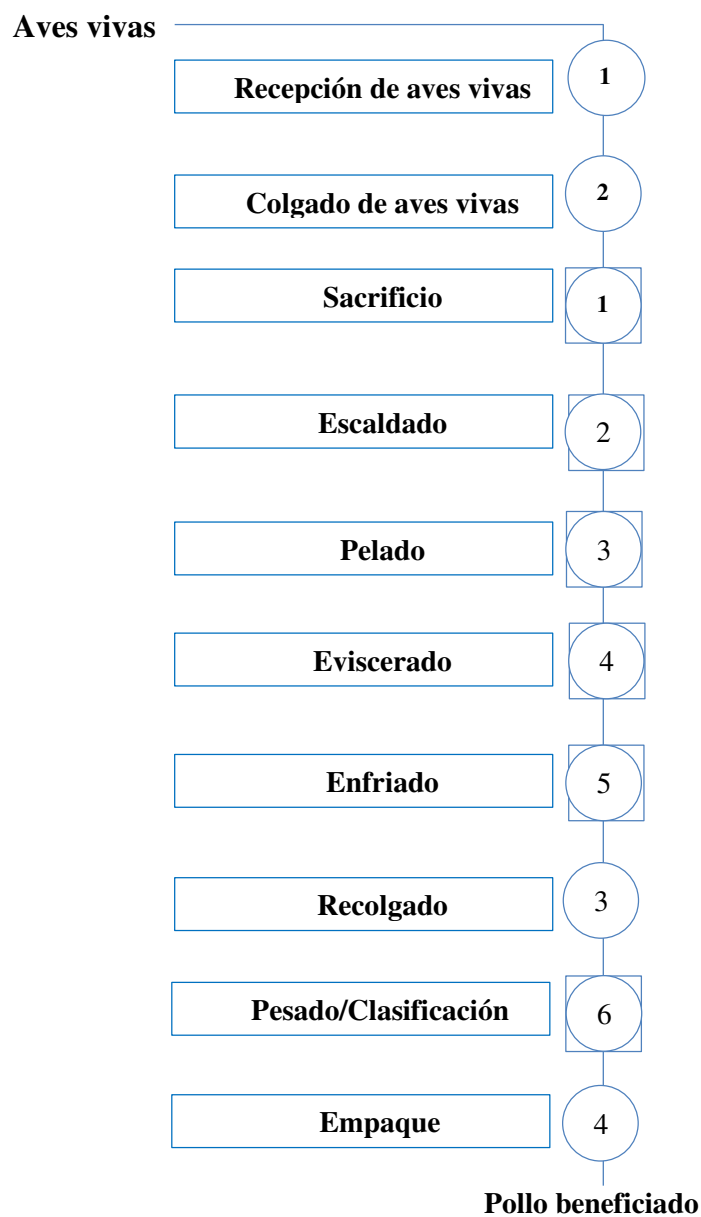 Aves vivas
Recepción de aves vivas 1
Colgado de aves vivas 2
Sacrificio 1
Escaldado 2
Pelado 3
Eviscerado 4
Enfriado 5
Recolgado 3
Pesado/Clasificación 6
Empaque 4
Pollo beneficiado